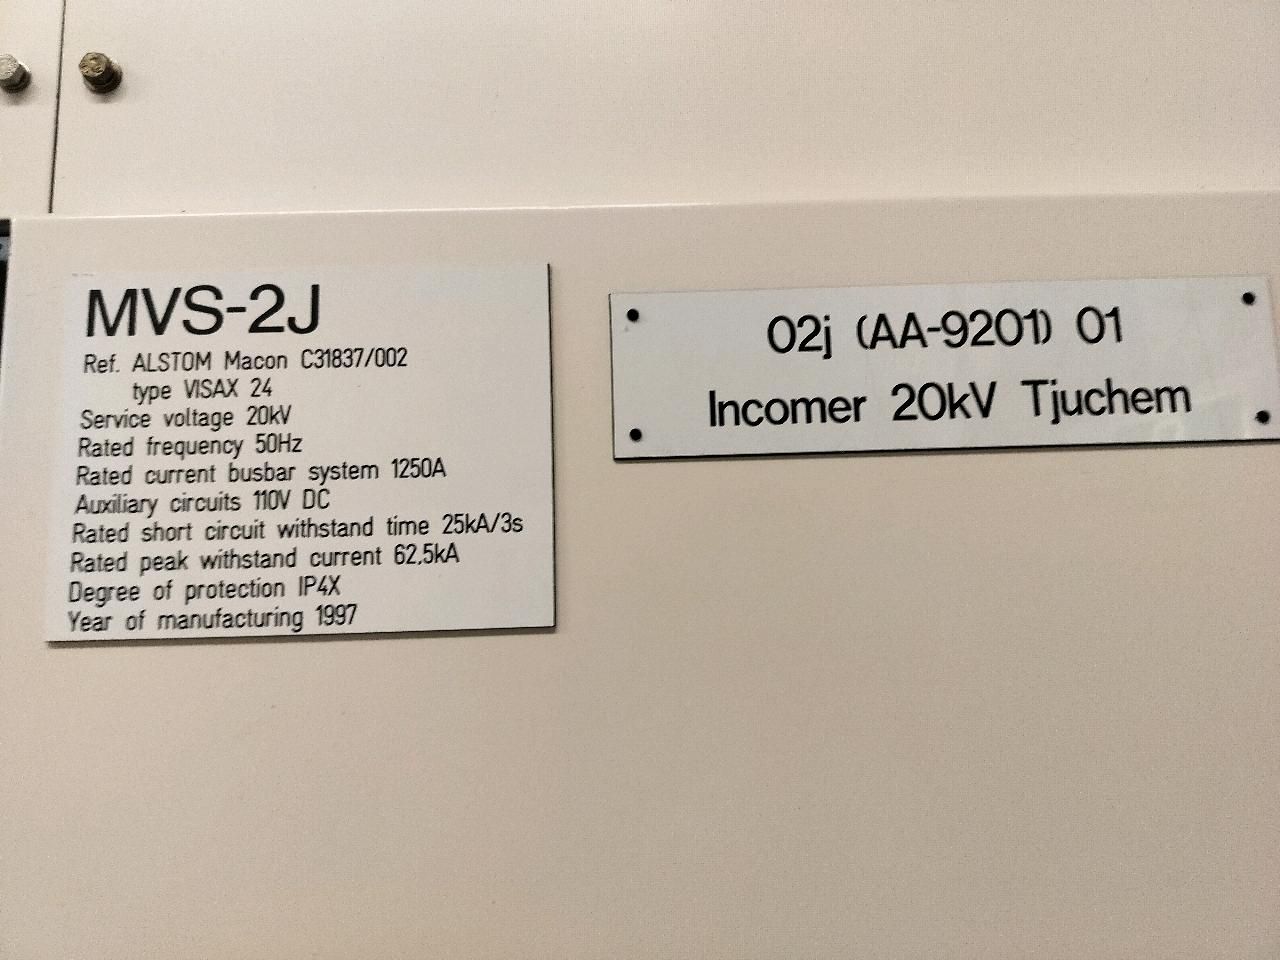 MVS-2J
Ref. ALSTOM Macon C31837/002
type VISAX 24
Service voltage 20kV
Rated frequency 50Hz
Rated current busbar system 1250A
Auxiliary circuits 110V DC
Rated short circuit withstand time 25kA/3s
Rated peak withstand current 62,5kA
Degree of protection IP4X
Year of manufacturing 1997
02j (AA-9201) 01
Incomer 20kV Tjuchem